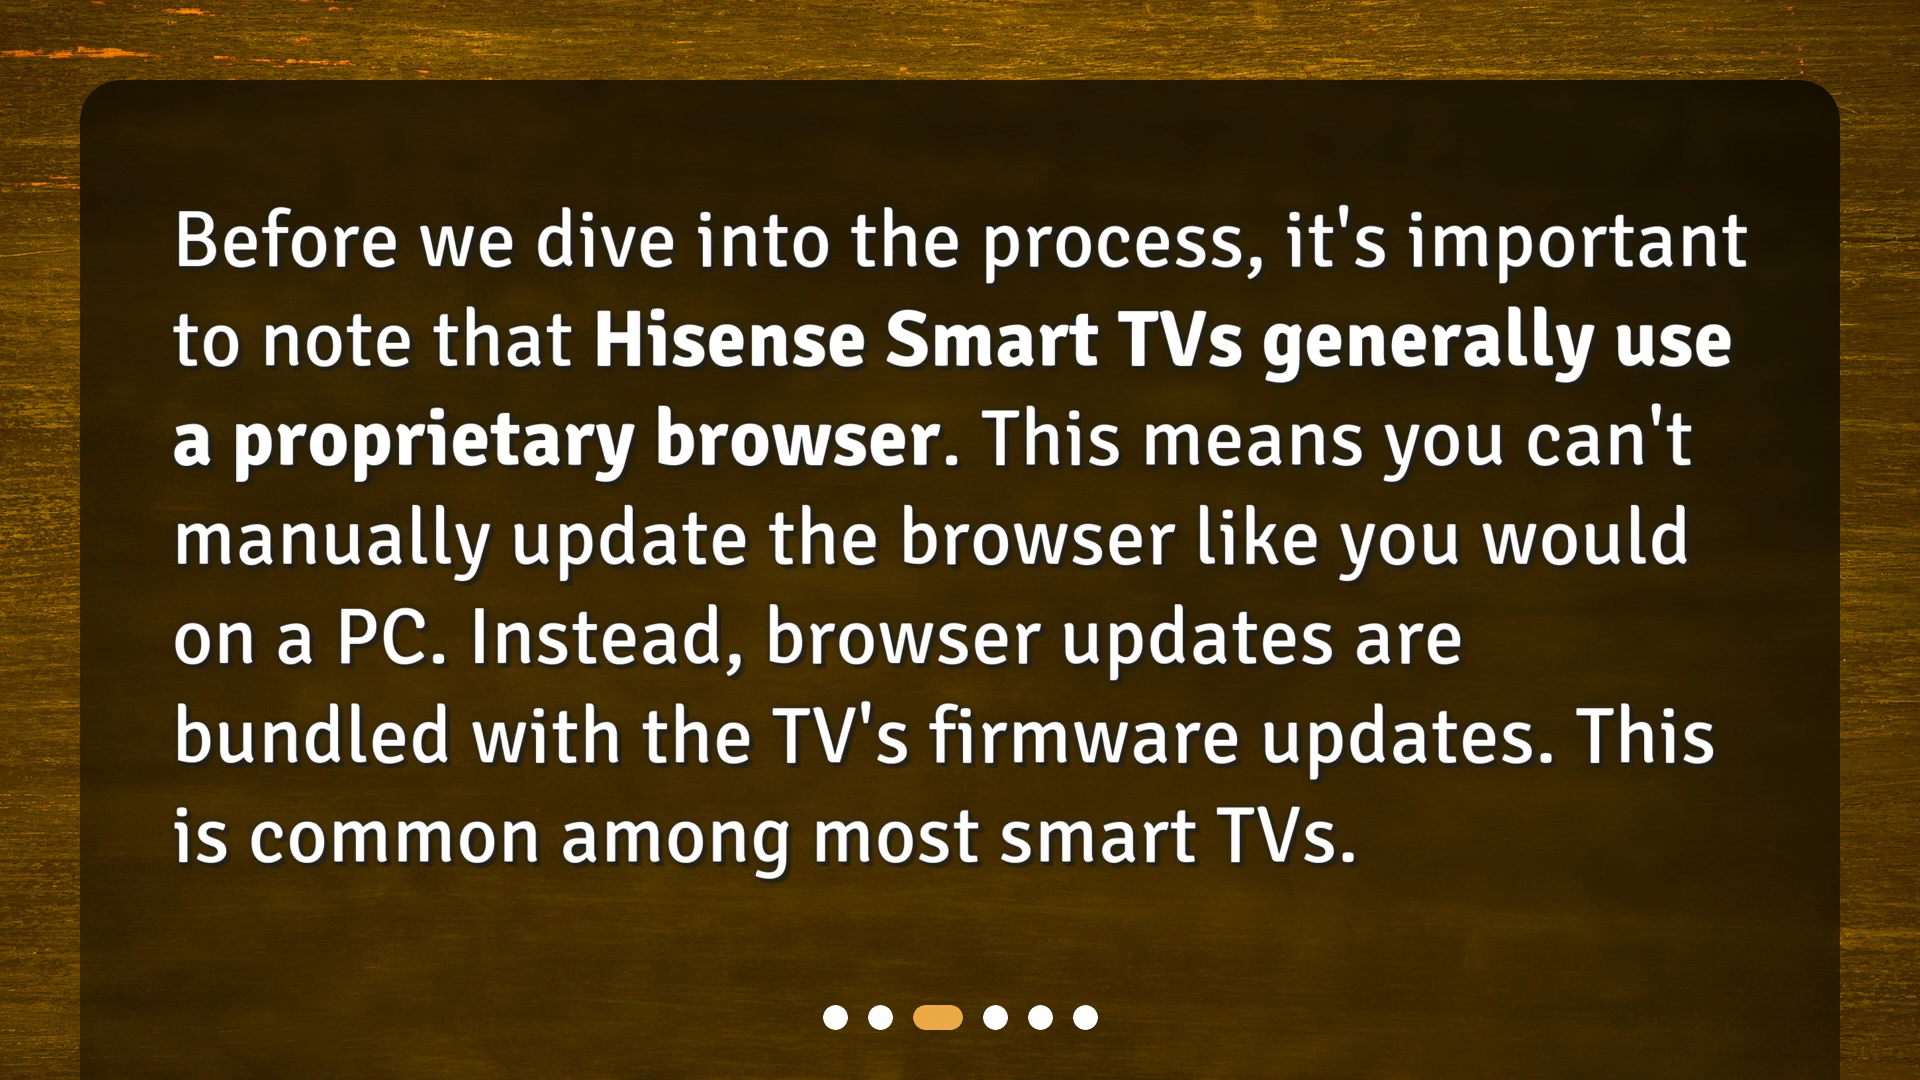 Before we dive into the process, it's important
to note that Hisense Smart TVs generally use
a proprietary browser. This means you can't
manually update the browser like you would
on a PC. Instead, browser updates are
bundled with the TV's firmware updates. This
is common among most smart TVs.